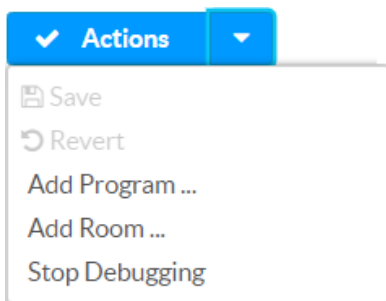 Actions
Save
Revert
Add Program ...
Add Room ...
Stop Debugging